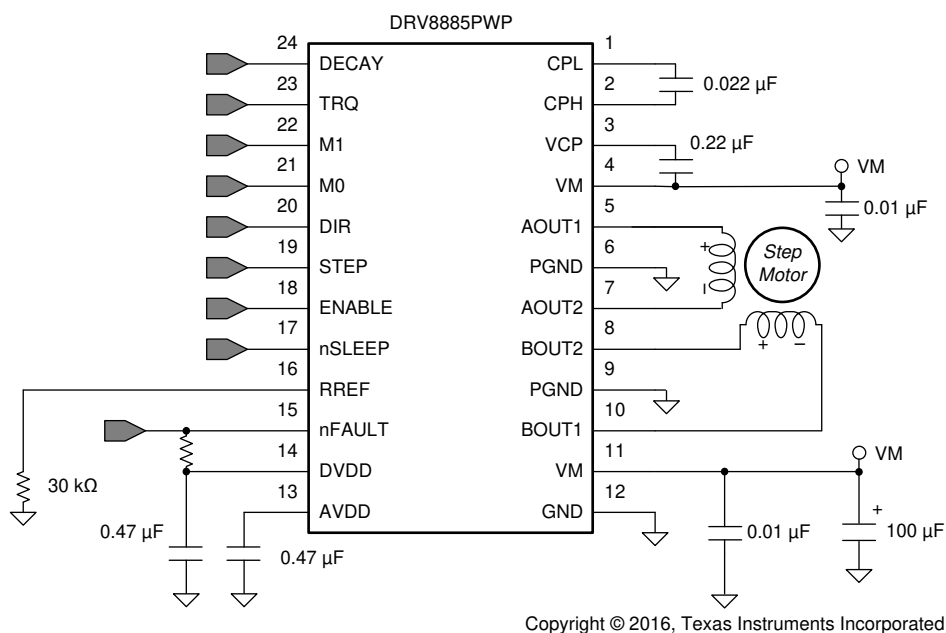 DRV8885PWP
24
DECAY
23
TRQ
22
M1
21
M0
20
DIR
19
STEP
18
ENABLE
17
nSLEEP
16
RREF
15
nFAULT
14
DVDD
13
AVDD
1
CPL
2
CPH
3
VCP
4
VM
5
AOUT1
6
PGND
7
AOUT2
8
BOUT2
9
PGND
10
BOUT1
11
VM
12
GND
0.022 µF
0.22 µF
VM
0.01 µF
+
Step
Motor
–
+ –
VM
+
0.01 µF
100 µF
30 kΩ
0.47 µF
0.47 µF
Copyright © 2016, Texas Instruments Incorporated